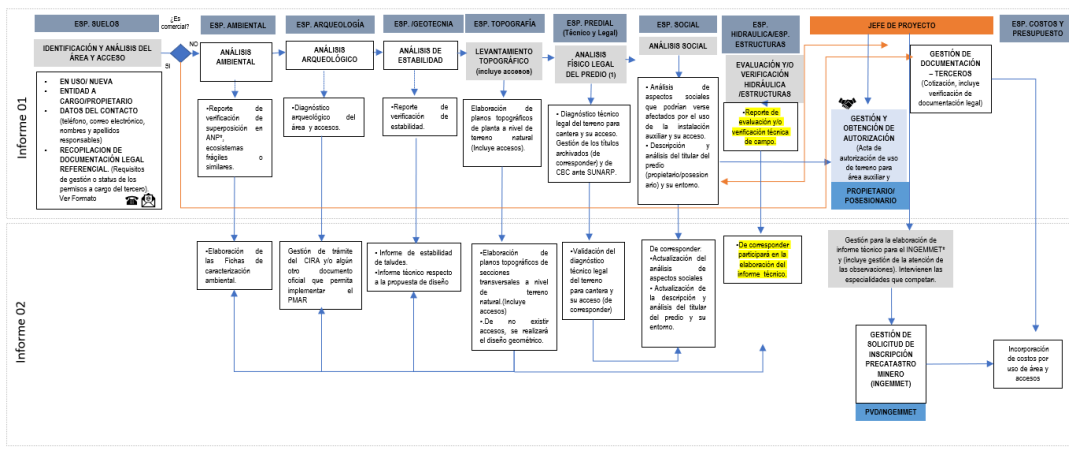 ESP. SUELOS
¿Es
comercial?
NO
SI
IDENTIFICACIÓN Y ANÁLISIS DEL
ÁREA Y ACCESO
• EN USO/ NUEVA
• ENTIDAD A
CARGO/PROPIETARIO
• DATOS DEL CONTACTO
(teléfono, correo electrónico,
nombres y apellidos
responsables)
• RECOPILACION DE
DOCUMENTACIÓN LEGAL
REFERENCIAL. (Requisitos
de gestión o status de los
permisos a cargo del tercero).
Ver Formato
ESP. AMBIENTAL
ANÁLISIS
AMBIENTAL
•Reporte de
verificación de
superposición en
ANP*,
ecosistemas
frágiles o
similares.
ESP. ARQUEOLOGÍA
ANÁLISIS
ARQUEOLÓGICO
•Diagnóstico
arqueológico del
área y accesos.
ESP. /GEOTECNIA
ANÁLISIS DE
ESTABILIDAD
•Reporte de
verificación de
estabilidad.
ESP. TOPOGRAFÍA
LEVANTAMIENTO
TOPOGRÁFICO
(incluye accesos)
Elaboración de
planos topográficos
de planta a nivel de
terreno natural
(Incluye accesos).
ESP. PREDIAL
(Técnico y Legal)
ANALISIS
FÍSICO LEGAL
DEL PREDIO (1)
• Diagnóstico técnico
legal del terreno para
cantera y su acceso.
Gestión de los títulos
archivados (de
corresponder) y de
CBC ante SUNARP.
ESP. SOCIAL
ANÁLISIS SOCIAL
• Análisis de
aspectos sociales
que podrían verse
afectados por el uso
de la instalación
auxiliar y su acceso.
• Descripción y
análisis del titular del
predio
(propietario/posesion
ario) y su entorno.
ESP.
HIDRAULICA/ESP.
ESTRUCTURAS
EVALUACIÓN Y/O
VERIFICACIÓN
HIDRÁULICA
/ESTRUCTURAS
•Reporte de
evaluación y/o
verificación técnica
de campo.
JEFE DE PROYECTO
GESTIÓN Y
OBTENCIÓN DE
AUTORIZACIÓN
(Acta de
autorización de uso
de terreno para
área auxiliar y
PROPIETARIO/
POSESIONARIO
GESTIÓN DE
DOCUMENTACIÓN
– TERCEROS
(Cotización, incluye
verificación de
documentación legal)
ESP. COSTOS Y
PRESUPUESTO
Informe 01
Informe 02
•Elaboración de
las Fichas de
caracterización
ambiental.
Gestión de trámite
del CIRA y/o algún
otro documento
oficial que permita
implementar el
PMAR
• Informe de estabilidad
de taludes.
•Informe técnico respecto
a la propuesta de diseño
•Elaboración de
planos topográficos de
secciones
transversales a nivel
de terreno
natural.(Incluye
accesos)
•.De no existir
accesos, se realizará
el diseño geométrico.
•Validación del
diagnóstico técnico
legal del terreno
para cantera y su
acceso (de
corresponder)
De corresponder:
•Actualización del
análisis de
aspectos sociales
•Actualización de
la descripción y
análisis del titular
del predio y su
entorno.
•De corresponder
participará en la
elaboración del
informe técnico.
Gestión para la elaboración de
informe técnico para el INGEMMET*
y (incluye gestión de la atención de
las observaciones). Intervienen las
especialidades que competan.
GESTIÓN DE
SOLICITUD DE
INSCRIPCIÓN
PRECATASTRO
MINERO
(INGEMMET)
PVD/INGEMMET
Incorporación
de costos por
uso de área y
accesos